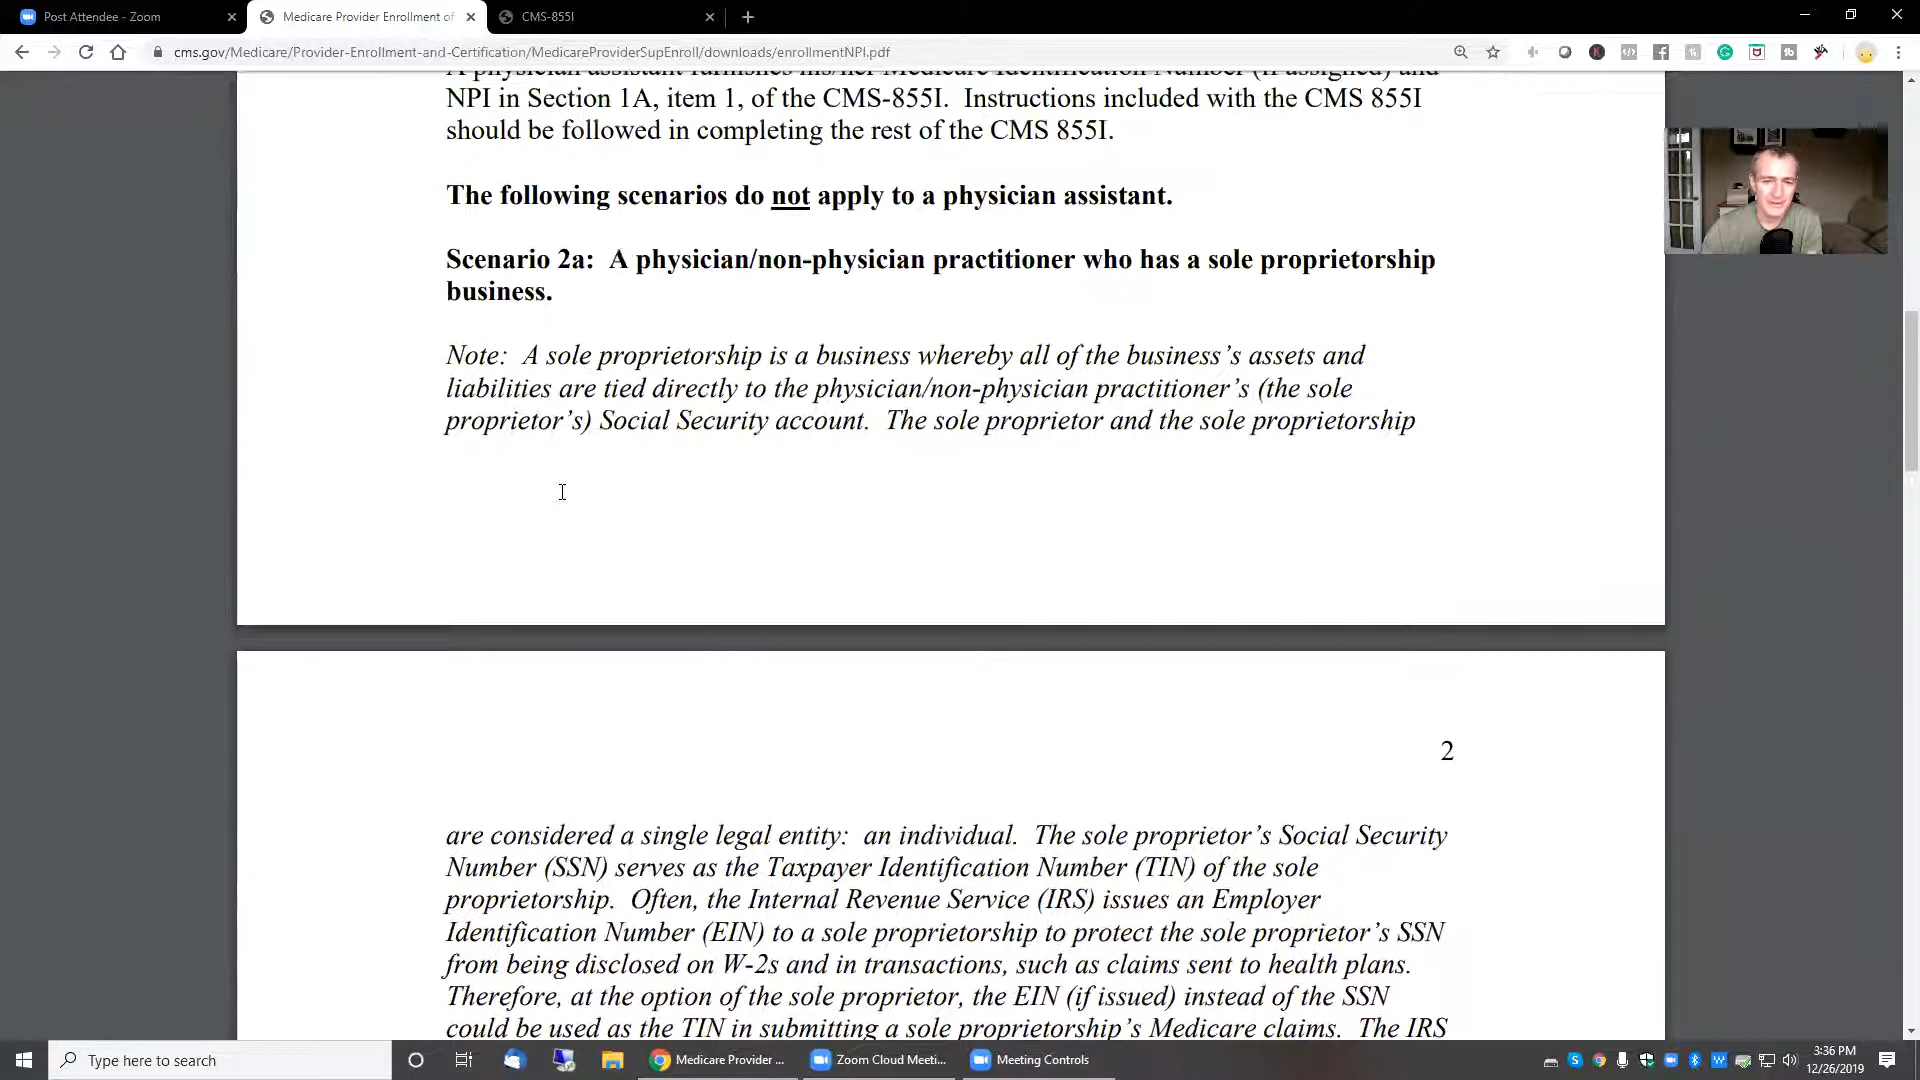 Post Attendee - Zoom
Medicare Provider Enrollment of
CMS-855I
cms.gov/Medicare/Provider-Enrollment-and-Certification/MedicareProviderSupEnroll/downloads/enrollmentNPI.pdf
A physician assistant furnishes his/her Medicare Identification Number (if assigned) and
NPI in Section 1A, item 1, of the CMS-855I. Instructions included with the CMS 855I
should be followed in completing the rest of the CMS 855I.
The following scenarios do not apply to a physician assistant.
Scenario 2a: A physician/non-physician practitioner who has a sole proprietorship
business.
Note: A sole proprietorship is a business whereby all of the business’s assets and
liabilities are tied directly to the physician/non-physician practitioner’s (the sole
proprietor’s) Social Security account. The sole proprietor and the sole proprietorship
2
are considered a single legal entity: an individual. The sole proprietor’s Social Security
Number (SSN) serves as the Taxpayer Identification Number (TIN) of the sole
proprietorship. Often, the Internal Revenue Service (IRS) issues an Employer
Identification Number (EIN) to a sole proprietorship to protect the sole proprietor’s SSN
from being disclosed on W-2s and in transactions, such as claims sent to health plans.
Therefore, at the option of the sole proprietor, the EIN (if issued) instead of the SSN
could be used as the TIN in submitting a sole proprietorship’s Medicare claims. The IRS
Type here to search
Medicare Provider ...
Zoom Cloud Meeti...
Meeting Controls
3:36 PM
12/26/2019